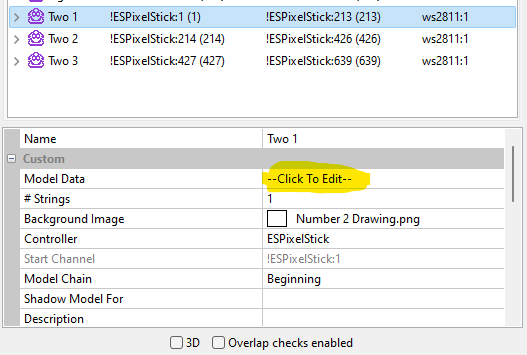 Two 1 !ESPixelStick:1 (1) !ESPixelStick:213 (213) ws2811:1
Two 2 !ESPixelStick:214 (214) !ESPixelStick:426 (426) ws2811:1
Two 3 !ESPixelStick:427 (427) !ESPixelStick:639 (639) ws2811:1
Name Two 1
Custom
Model Data --Click To Edit--
# Strings 1
Background Image Number 2 Drawing.png
Controller ESPixelStick
Start Channel !ESPixelStick:1
Model Chain Beginning
Shadow Model For
Description
3D Overlap checks enabled